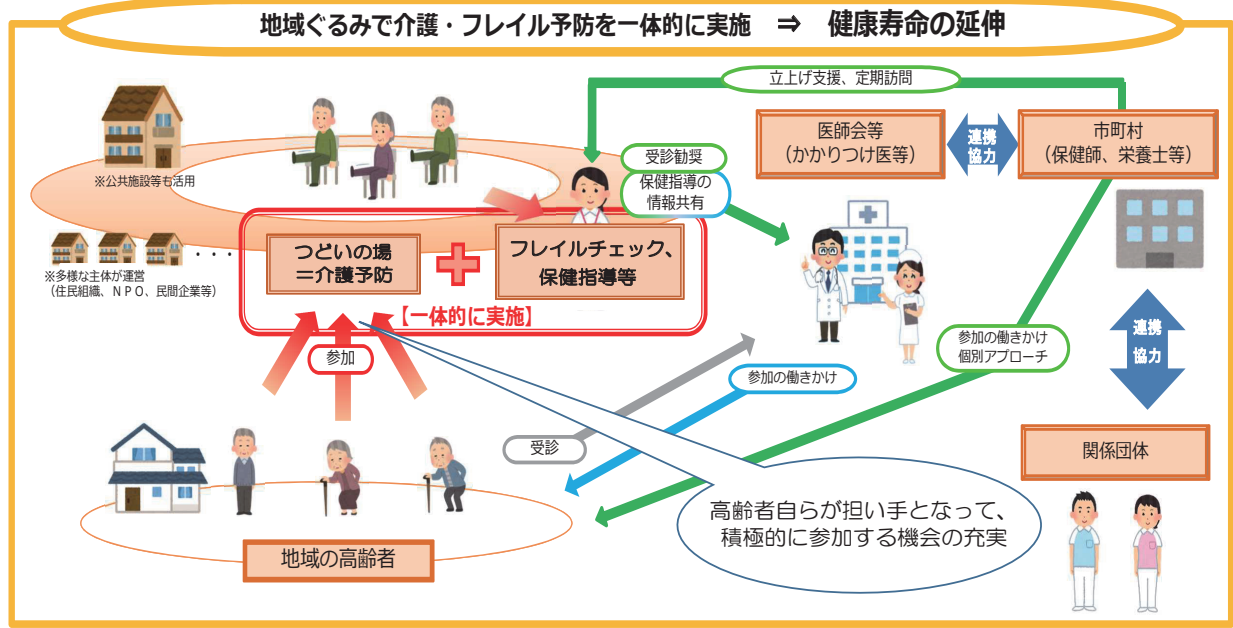 地域ぐるみで介護・フレイル予防を一体的に実施 ⇒ 健康寿命の延伸
立上げ支援、定期訪問
医師会等
（かかりつけ医等）
連携
協力
市町村
（保健師、栄養士等）
※公共施設等も活用
受診勧奨
保健指導の
情報共有
つどいの場
＝介護予防
フレイルチェック、
保健指導等
・・・
※多様な主体が運営
（住民組織、ＮＰＯ、民間企業等）
【一体的に実施】
参加
参加の働きかけ
個別アプローチ
連携
協力
参加の働きかけ
受診
関係団体
高齢者自らが担い手となって、
積極的に参加する機会の充実
地域の高齢者